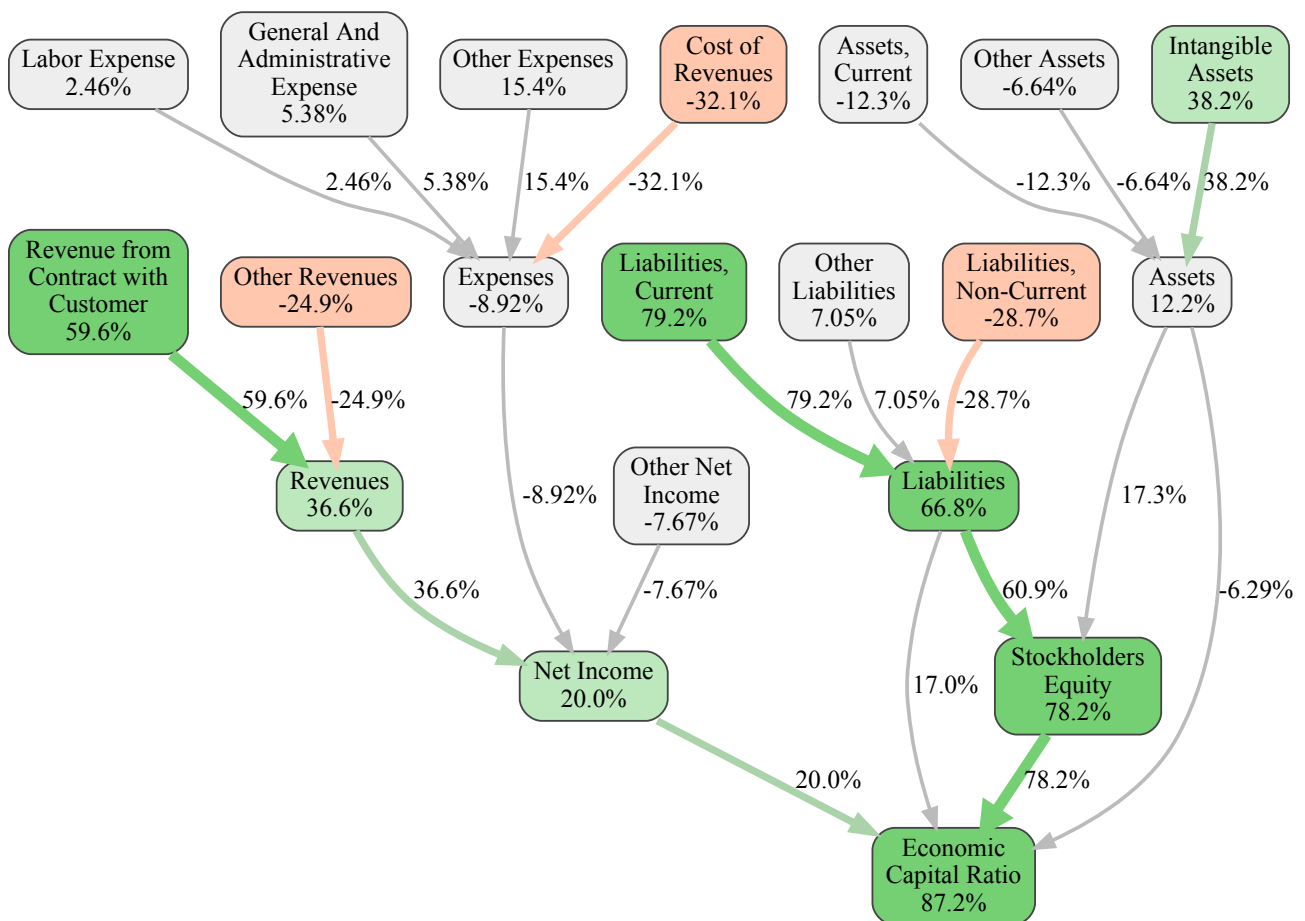 Labor Expense
2.46%
General And
Administrative
Expense
5.38%
Other Expenses
15.4%
Cost of
Revenues
-32.1%
Assets,
Current
-12.3%
Other Assets
-6.64%
Intangible
Assets
38.2%
2.46%
5.38%
15.4%
-32.1%
-12.3%
-6.64%
38.2%
Revenue from
Contract with
Customer
59.6%
Other Revenues
-24.9%
Expenses
-8.92%
Liabilities,
Current
79.2%
Other
Liabilities
7.05%
Liabilities,
Non-Current
-28.7%
Assets
12.2%
59.6%
-24.9%
79.2%
7.05%
-28.7%
Revenues
36.6%
-8.92%
Other Net
Income
-7.67%
Liabilities
66.8%
17.3%
36.6%
-7.67%
60.9%
-6.29%
Net Income
20.0%
17.0%
Stockholders
Equity
78.2%
20.0%
78.2%
Economic
Capital Ratio
87.2%